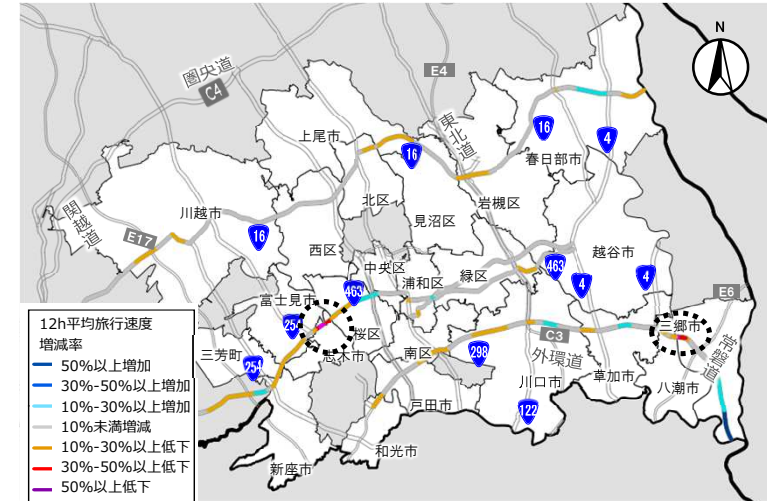 N
圏央道
C4
E4
東北道
上尾市
16
16
4
春日部市
岩槻区
北区
見沼区
関越道
E17
川越市
16
西区
中央区
浦和区
緑区
463
越谷市
4
4
463
富士見市
254
桜区
志木市
三芳町
254
南区
298
C3
外環道
三郷市
E6
常磐道
川口市
草加市
八潮市
戸田市
122
和光市
新座市
12h平均旅行速度
増減率
50%以上増加
30%-50%以上増加
10%-30%以上増加
10%未満増減
10%-30%以上低下
30%-50%以上低下
50%以上低下